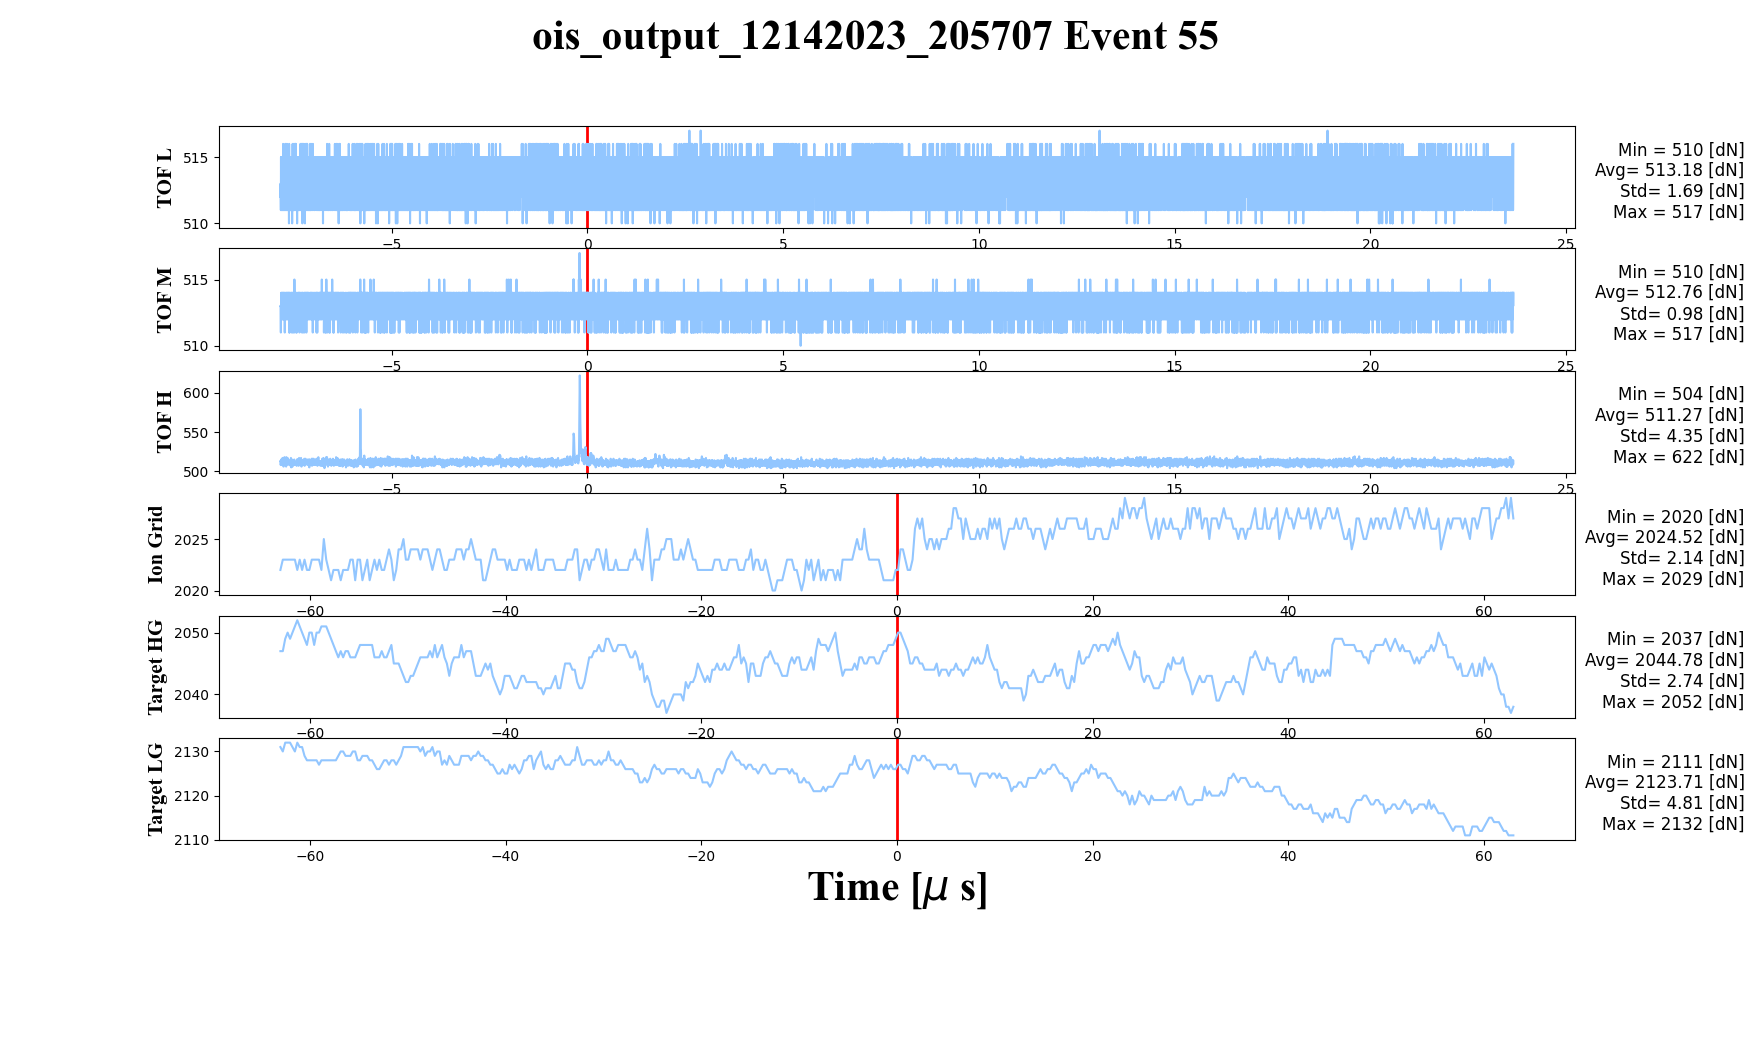 ois_output_12142023_205707 Event 55
TOF L
515
510
−5
0
5
10
15
20
25
Min = 510 [dN]
Avg= 513.18 [dN]
Std= 1.69 [dN]
Max = 517 [dN]
TOF M
515
510
−5
0
5
10
15
20
25
Min = 510 [dN]
Avg= 512.76 [dN]
Std= 0.98 [dN]
Max = 517 [dN]
TOF H
600
550
500
−5
0
5
10
15
20
25
Min = 504 [dN]
Avg= 511.27 [dN]
Std= 4.35 [dN]
Max = 622 [dN]
Ion Grid
2025
2020
−60
−40
−20
0
20
40
60
Min = 2020 [dN]
Avg= 2024.52 [dN]
Std= 2.14 [dN]
Max = 2029 [dN]
Target HG
2050
2040
−60
−40
−20
0
20
40
60
Min = 2037 [dN]
Avg= 2044.78 [dN]
Std= 2.74 [dN]
Max = 2052 [dN]
Target LG
2130
2120
2110
−60
−40
−20
0
20
40
60
Min = 2111 [dN]
Avg= 2123.71 [dN]
Std= 4.81 [dN]
Max = 2132 [dN]
Time [μ s]